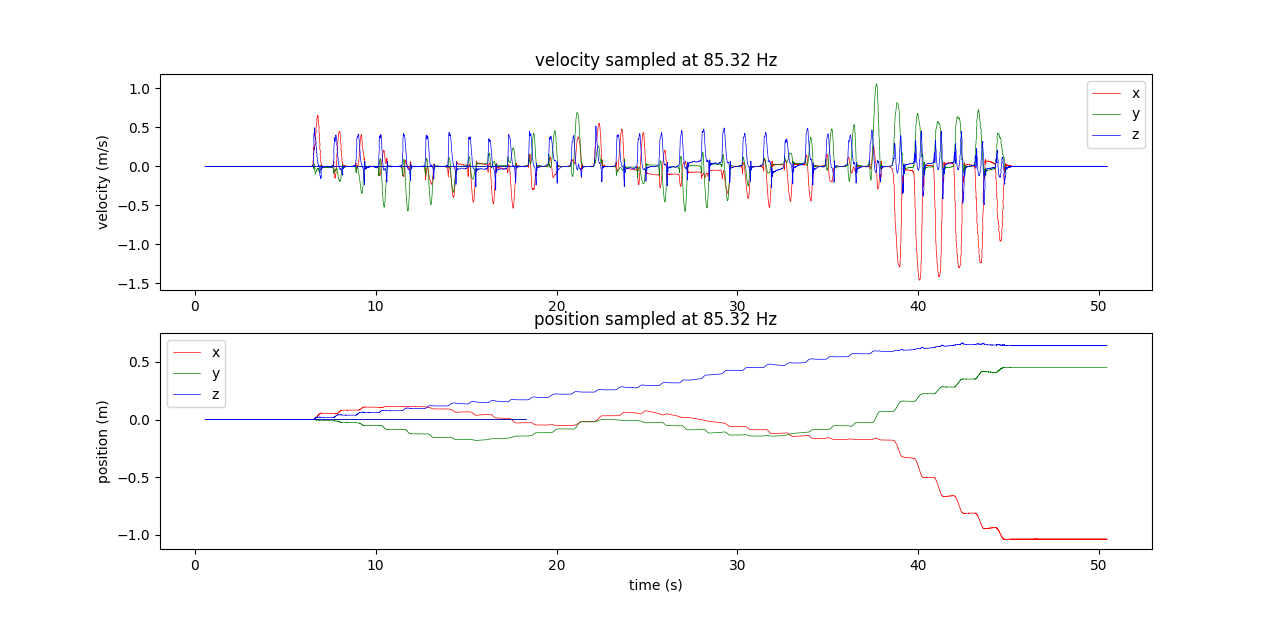 velocity sampled at 85.32 Hz
1.0
0.5
0.0
−0.5
−1.0
−1.5
velocity (m/s)
x
y
z
0 10 20 30 40 50
position sampled at 85.32 Hz
0.5
0.0
−0.5
−1.0
position (m)
x
y
z
0 10 20 30 40 50
time (s)